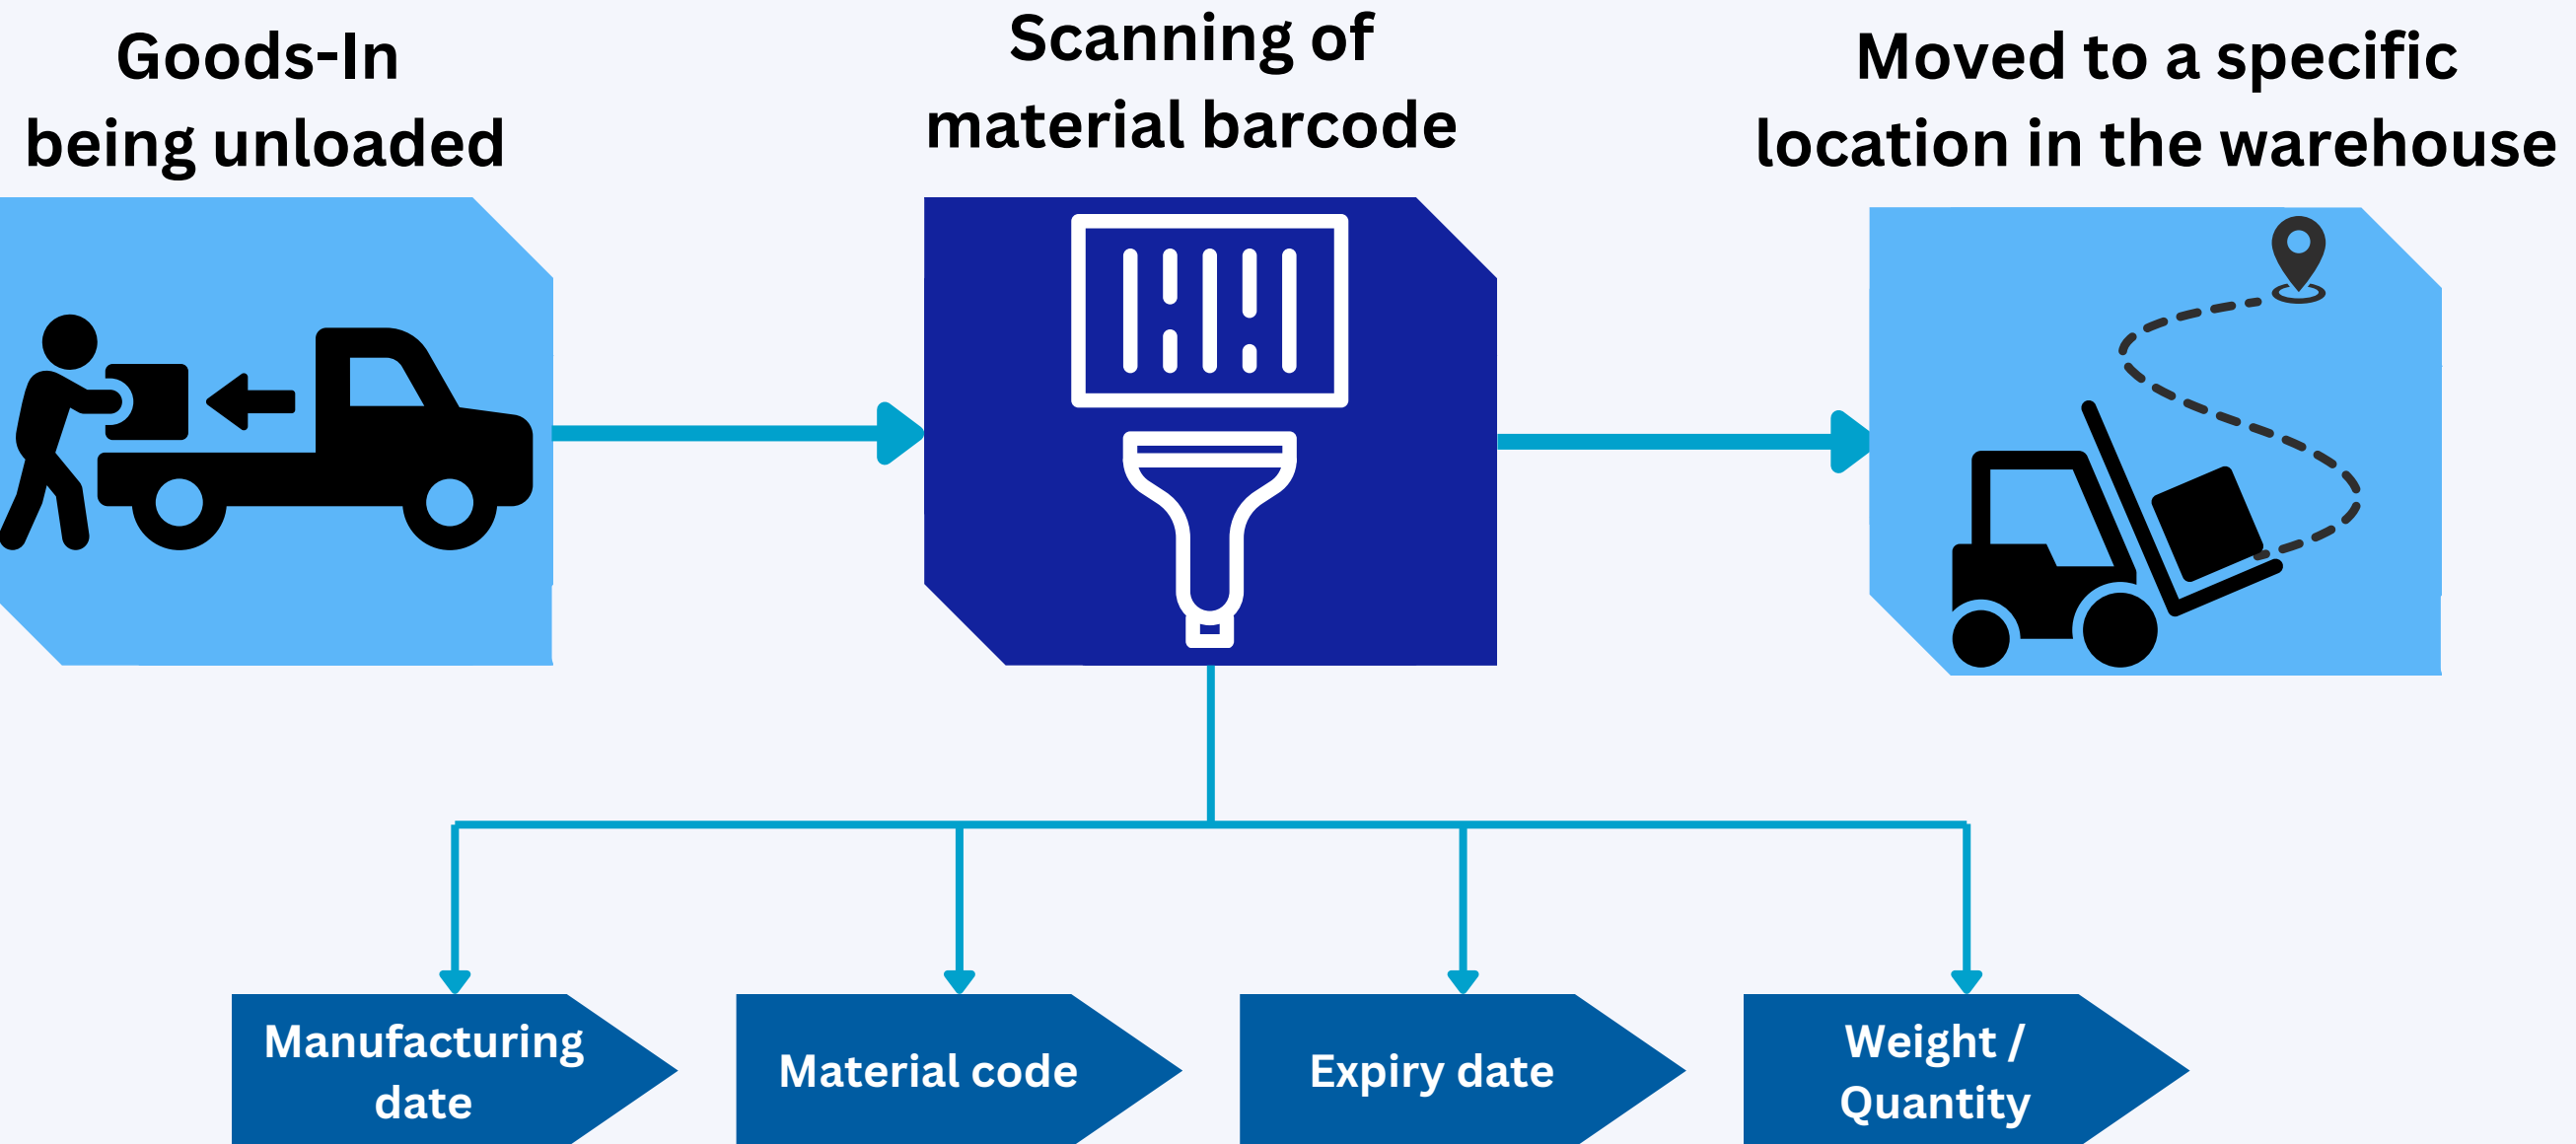 Goods-In
being unloaded
Scanning of
material barcode
Moved to a specific
location in the warehouse
Manufacturing
date
Material code
Expiry date
Weight /
Quantity